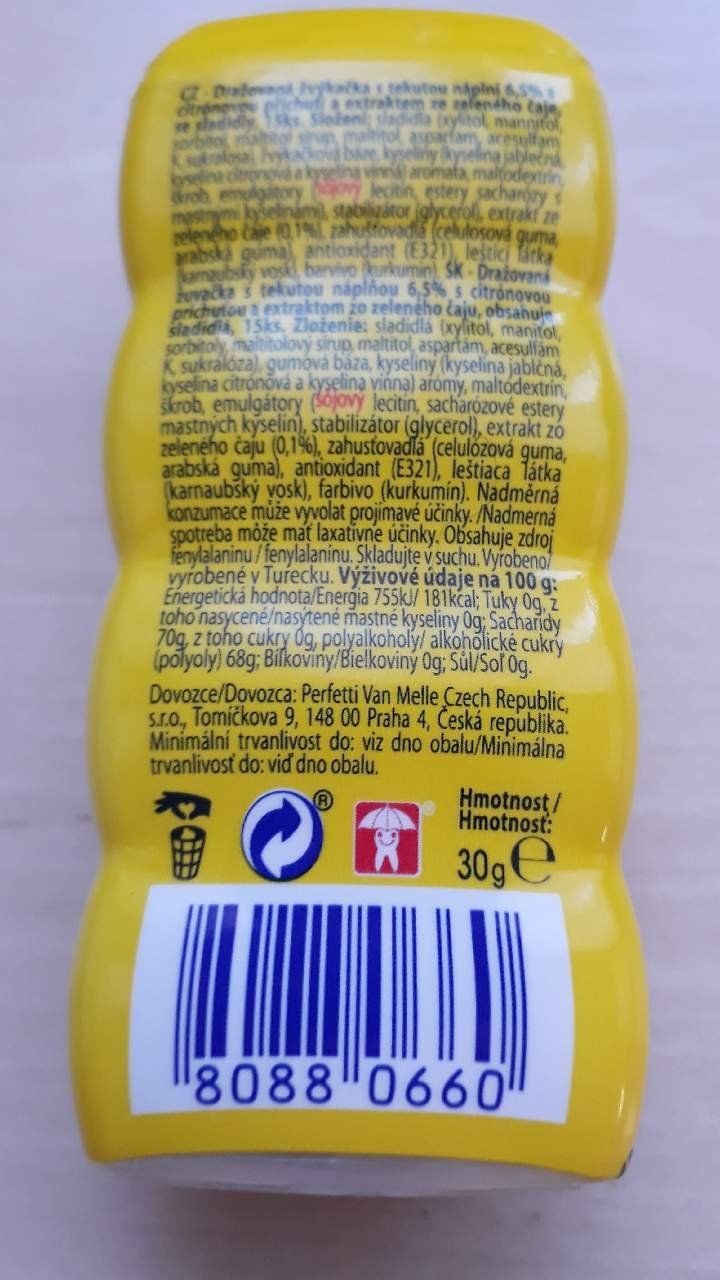 CZ - Dražovaná žvýkačka s tekutou náplní 6,5% s
citrónovou příchutí a extraktem ze zeleného čaje,
se sladidly, 15ks. Složení: sladidla (xylitol, mannitol,
sorbitol, maltitol sirup, maltitol, aspartam, acesulfam
K, sukralosa), žvýkačková báze, kyseliny (kyselina jablečná,
kyselina citronová a kyselina vinná) aromata, maltodextrin,
škrob, emulgátory (sójový lecitin, estery sacharózy s
mastnými kyselinami), stabilizátor (glycerol), extrakt ze
zeleného čaje (0,1%), zahušťovadla (celulosová guma,
arabská guma), antioxidant (E321), leštící látka
(karnaubský vosk), barvivo (kurkumin). SK - Dražovaná
žuvačka s tekutou náplňou 6,5% s citrónovou
príchuťou a extraktom zo zeleného čaju, obsahuje
sladidlá, 15ks. Zloženie: sladidlá (xylitol, manitol,
sorbitoly, maltitolový sirup, maltitol, aspartám, acesulfám
K, sukralóza), gumová báza, kyseliny (kyselina jablčná,
kyselina citrónová a kyselina vínna) arómy, maltodextrín,
škrob, emulgátory (sójový lecitín, sacharózové estery
mastných kyselín), stabilizátor (glycerol), extrakt zo
zeleného čaju (0,1%), zahusťovadlá (celulózová guma,
arabská guma), antioxidant (E321), leštiaca látka
(karnaubský vosk), farbivo (kurkumín). Nadměrná
konzumace může vyvolat projímavé účinky. /Nadmerná
spotreba môže mať laxatívne účinky. Obsahuje zdroj
fenylalaninu / fenylalanínu. Skladujte v suchu. Vyrobeno/
vyrobené v Turecku. Výživové údaje na 100 g:
Energetická hodnota/Energia 755kJ/ 181kcal; Tuky 0g, z
toho nasycené/nasýtené mastné kyseliny 0g; Sacharidy
70g, z toho cukry 0g, polyalkoholy/ alkoholické cukry
(polyoly) 68g; Bílkoviny/Bielkoviny 0g; Sůl/Soľ 0g.
Dovozce/Dovozca: Perfetti Van Melle Czech Republic,
s.r.o., Tomíčkova 9, 148 00 Praha 4, Česká republika.
Minimální trvanlivost do: viz dno obalu/Minimálna
trvanlivosť do: viď dno obalu.
Hmotnost /
Hmotnosť:
30g e
8088 0660